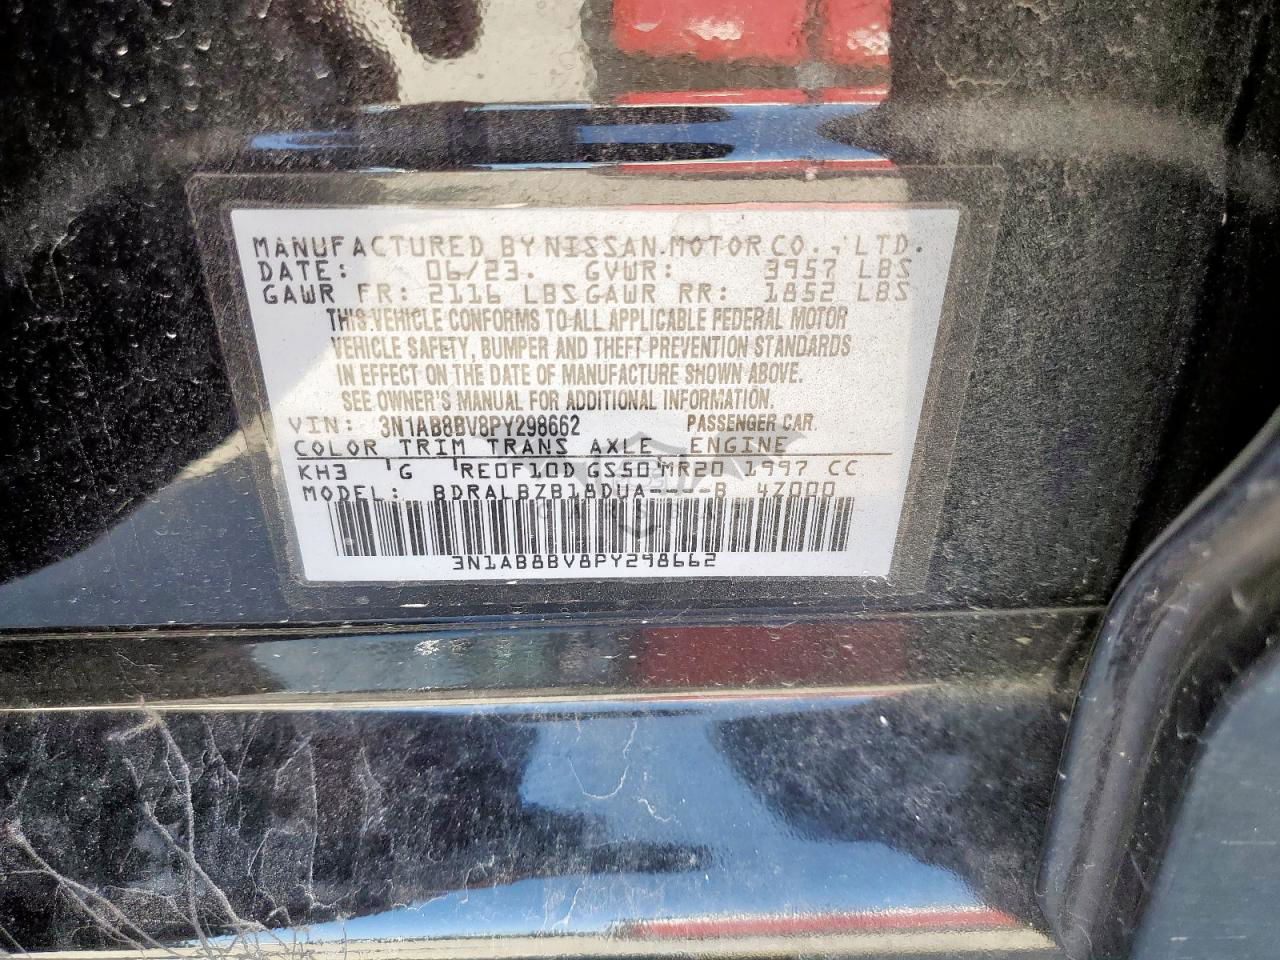 MANUFACTURED BY NISSAN MOTOR CO., LTD.
DATE: 06/23. GVWR: 3957 LBS
GAWR FR: 2116 LBS GAWR RR: 1852 LBS
THIS VEHICLE CONFORMS TO ALL APPLICABLE FEDERAL MOTOR
VEHICLE SAFETY, BUMPER AND THEFT PREVENTION STANDARDS
IN EFFECT ON THE DATE OF MANUFACTURE SHOWN ABOVE.
SEE OWNER'S MANUAL FOR ADDITIONAL INFORMATION.
VIN: 3N1AB8BV8PY298662 PASSENGER CAR.
COLOR TRIM TRANS AXLE ENGINE
KH3 G RE0F10D GS50 MR20 1997 CC
MODEL: BDRALBZB18DUA----B 4Z000
3N1AB8BV8PY298662